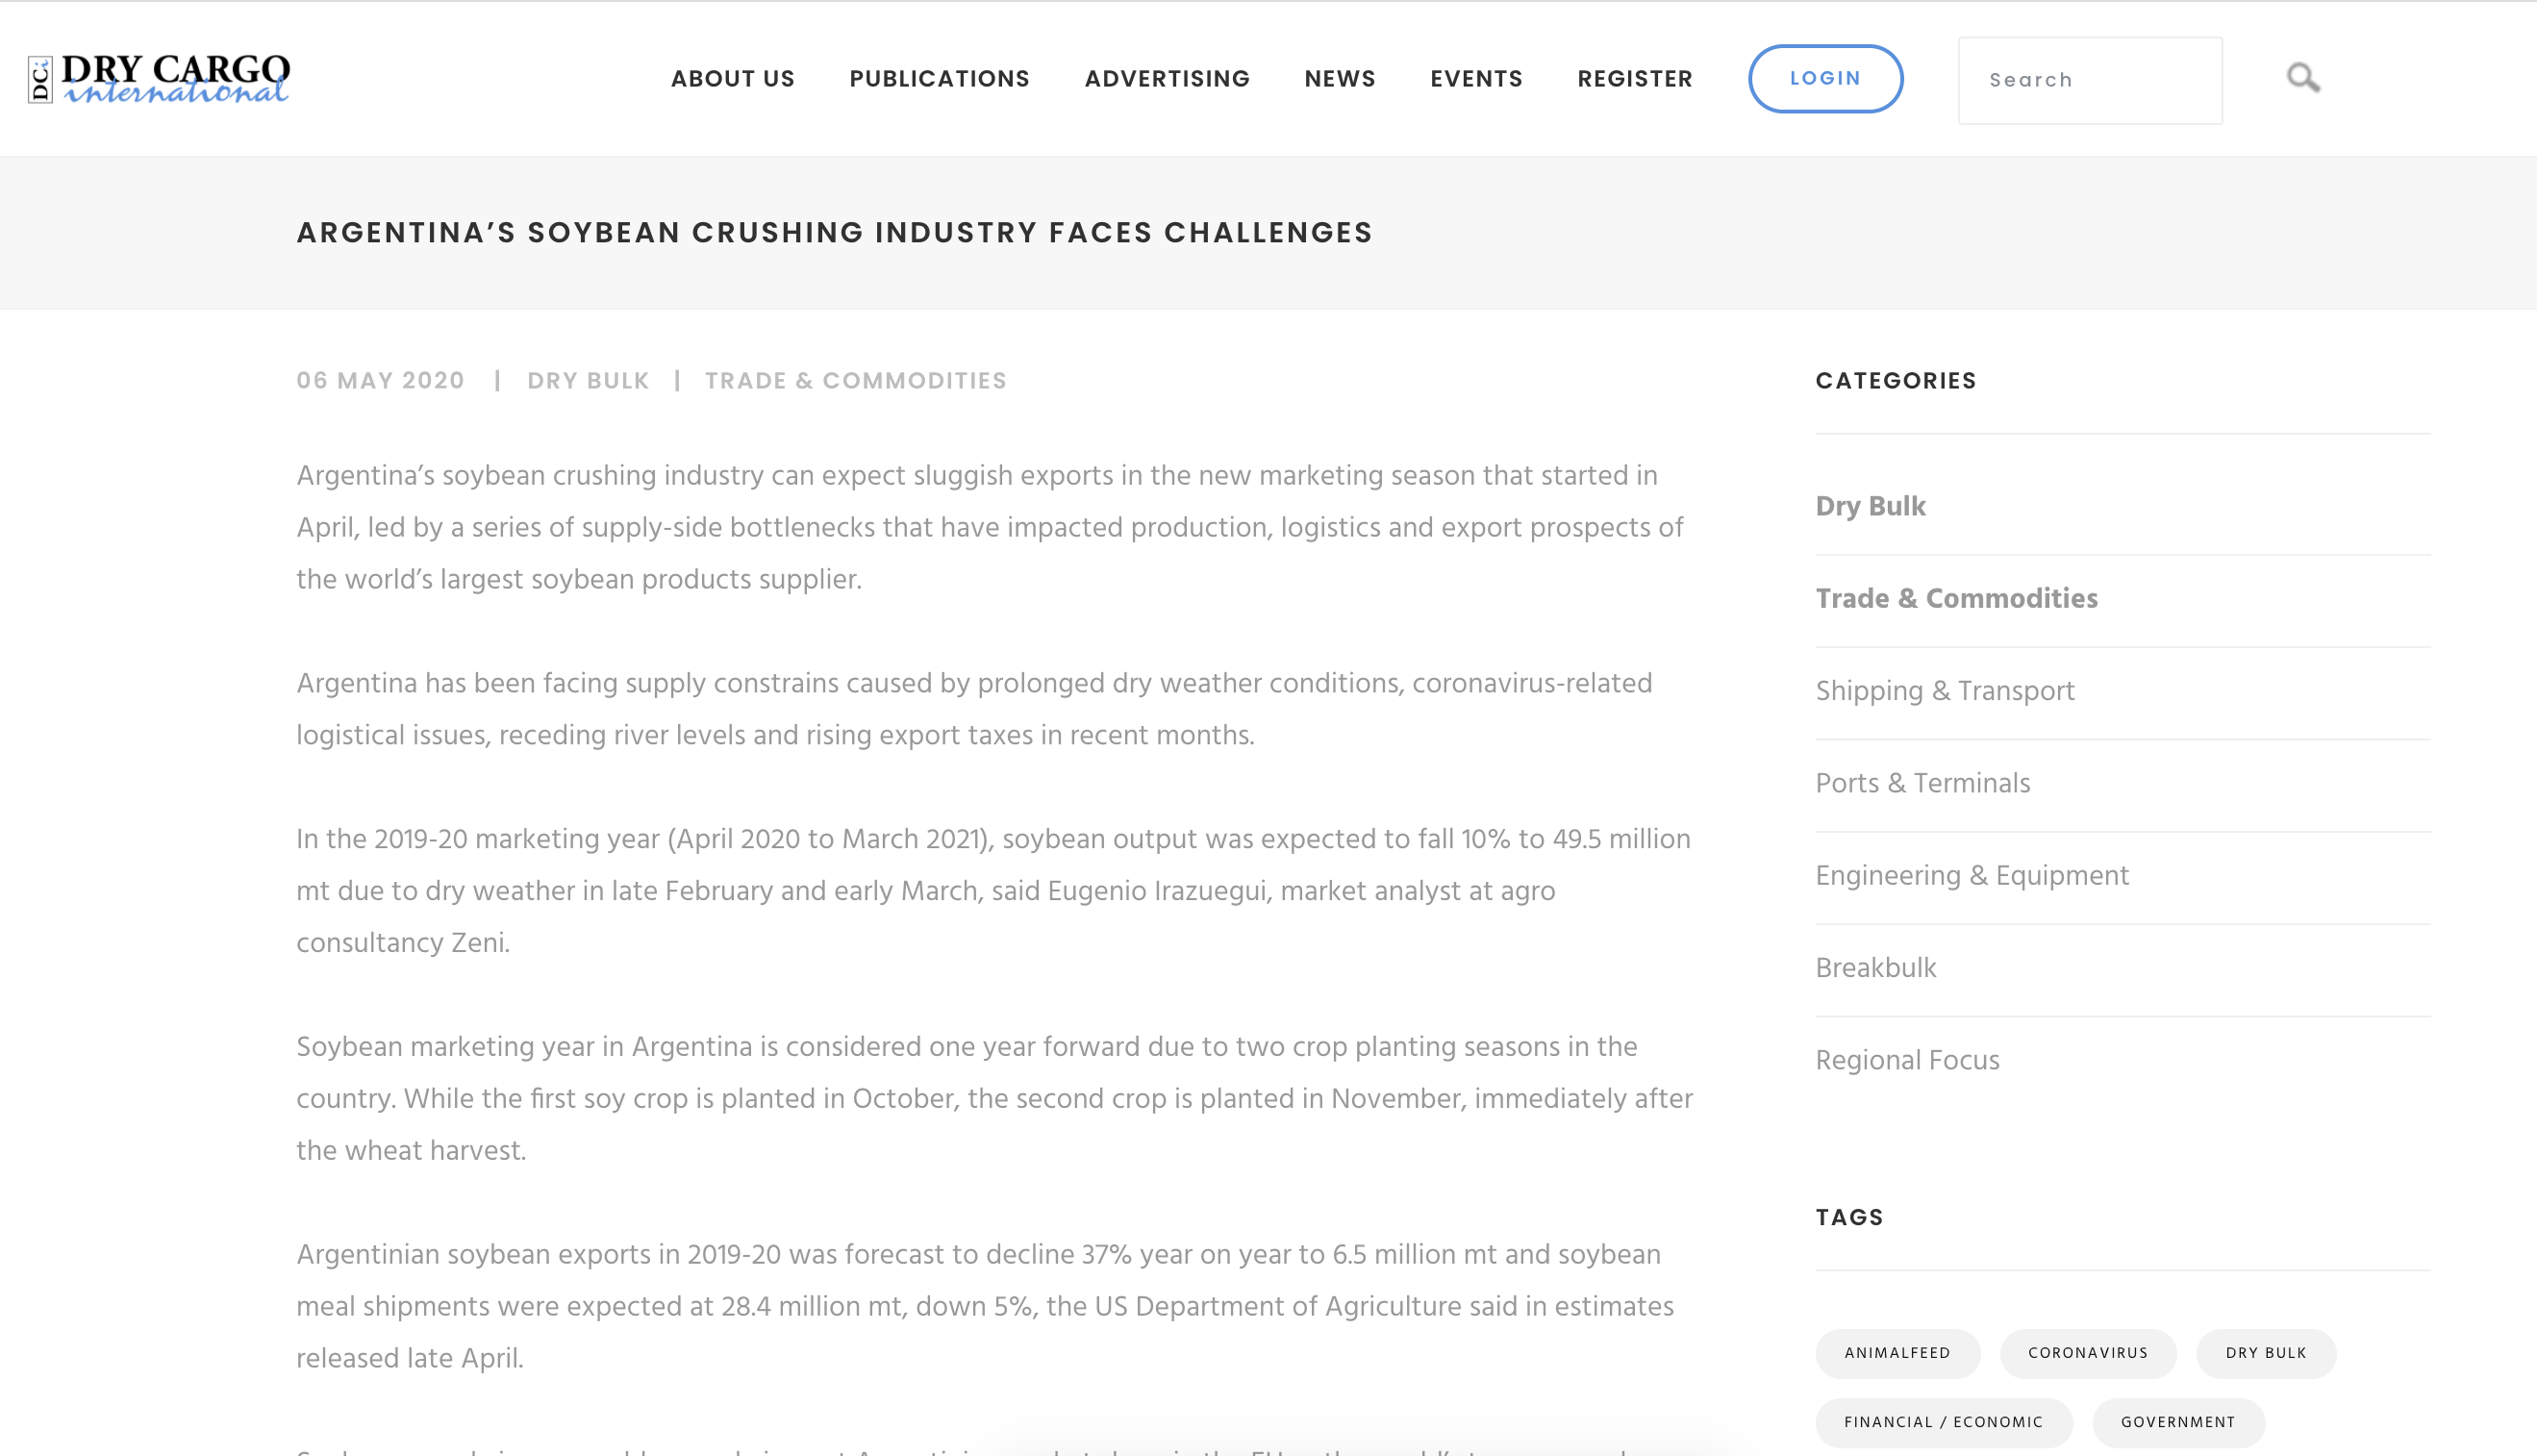 DCi DRY CARGO international
ABOUT US PUBLICATIONS ADVERTISING NEWS EVENTS REGISTER LOGIN Search
ARGENTINA’S SOYBEAN CRUSHING INDUSTRY FACES CHALLENGES
06 MAY 2020 | DRY BULK | TRADE & COMMODITIES
Argentina’s soybean crushing industry can expect sluggish exports in the new marketing season that started in
April, led by a series of supply-side bottlenecks that have impacted production, logistics and export prospects of
the world’s largest soybean products supplier.
Argentina has been facing supply constrains caused by prolonged dry weather conditions, coronavirus-related
logistical issues, receding river levels and rising export taxes in recent months.
In the 2019-20 marketing year (April 2020 to March 2021), soybean output was expected to fall 10% to 49.5 million
mt due to dry weather in late February and early March, said Eugenio Irazuegui, market analyst at agro
consultancy Zeni.
Soybean marketing year in Argentina is considered one year forward due to two crop planting seasons in the
country. While the first soy crop is planted in October, the second crop is planted in November, immediately after
the wheat harvest.
Argentinian soybean exports in 2019-20 was forecast to decline 37% year on year to 6.5 million mt and soybean
meal shipments were expected at 28.4 million mt, down 5%, the US Department of Agriculture said in estimates
released late April.
CATEGORIES
Dry Bulk
Trade & Commodities
Shipping & Transport
Ports & Terminals
Engineering & Equipment
Breakbulk
Regional Focus
TAGS
ANIMALFEED CORONAVIRUS DRY BULK
FINANCIAL / ECONOMIC GOVERNMENT